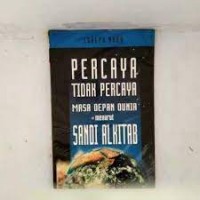 PERCAYA
TIDAK PERCAYA
MASA DEPAN DUNIA
- menurut
SANDI ALKITAB